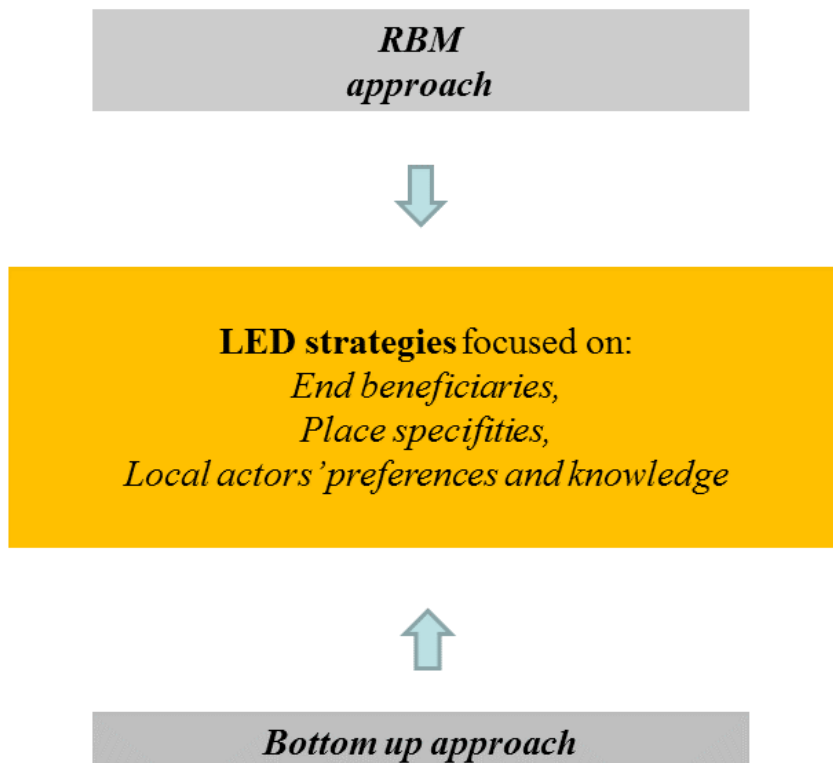 RBM
approach
LED strategies focused on:
End beneficiaries,
Place specifities,
Local actors’ preferences and knowledge
Bottom up approach